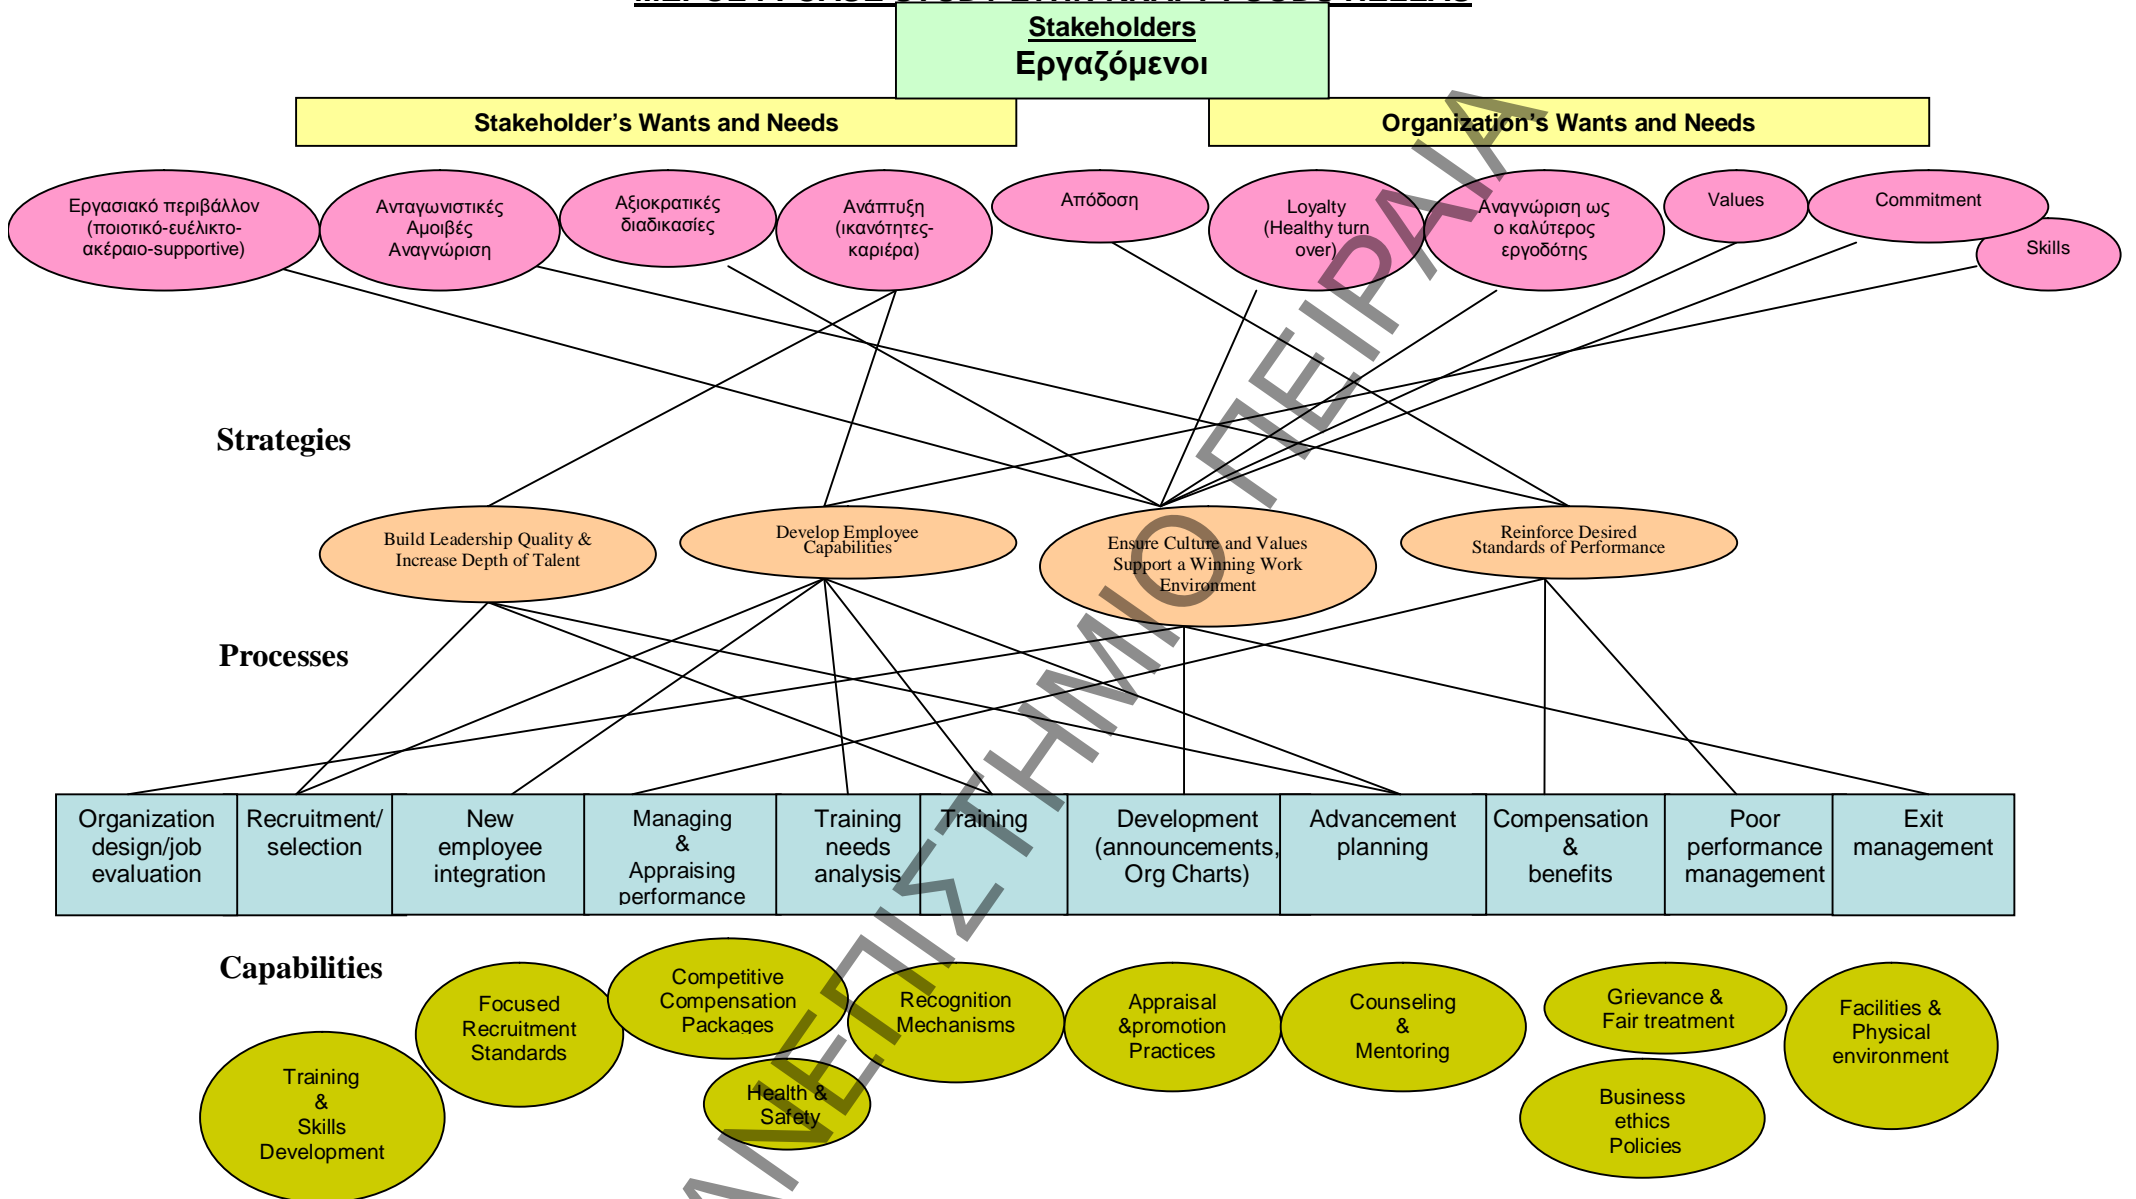 Stakeholders
Εργαζόμενοι
Stakeholder's Wants and Needs
Organization's Wants and Needs
Εργασιακό περιβάλλον
(ποιοτικό-ευέλικτο-
ακέραιο-supportive)
Ανταγωνιστικές
Αμοιβές
Αναγνώριση
Αξιοκρατικές
διαδικασίες
Ανάπτυξη
(ικανότητες-
καριέρα)
Απόδοση
Loyalty
(Healthy turn
over)
Αναγνώριση ως
ο καλύτερος
εργοδότης
Values
Commitment
Skills
Strategies
Build Leadership Quality &
Increase Depth of Talent
Develop Employee
Capabilities
Ensure Culture and Values
Support a Winning Work
Environment
Reinforce Desired
Standards of Performance
Processes
Organization
design/job
evaluation
Recruitment/
selection
New
employee
integration
Managing
&
Appraising
performance
Training
needs
analysis
Training
Development
(announcements,
Org Charts)
Advancement
planning
Compensation
&
benefits
Poor
performance
management
Exit
management
Capabilities
Training
&
Skills
Development
Focused
Recruitment
Standards
Competitive
Compensation
Packages
Health &
Safety
Recognition
Mechanisms
Appraisal
&promotion
Practices
Counseling
&
Mentoring
Grievance &
Fair treatment
Business
ethics
Policies
Facilities &
Physical
environment
ΑΝΕΠΙΣΤΗΜΙΟ ΠΕΙΡΑΙΑ